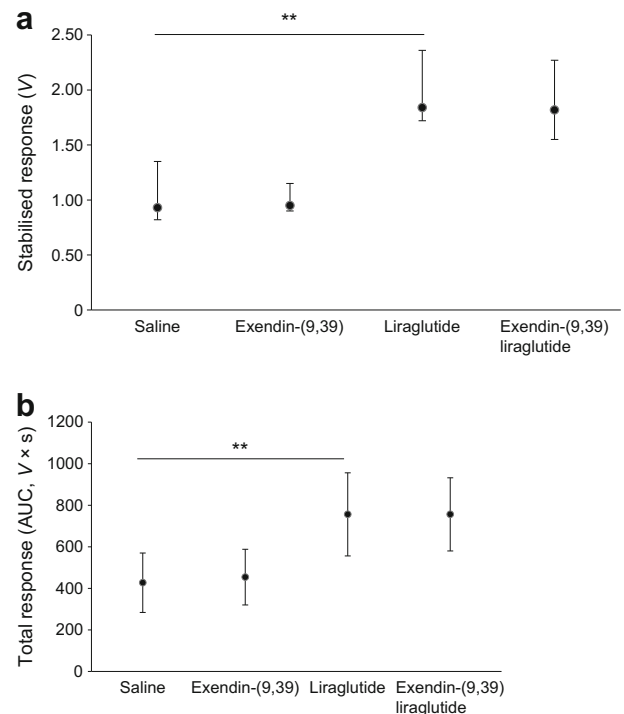 a
**
Stabilised response (V)
2.50
2.00
1.50
1.00
0.50
0
Saline
Exendin-(9,39)
Liraglutide
Exendin-(9,39)
liraglutide
b
**
Total response (AUC, V × s)
1200
1000
800
600
400
200
0
Saline
Exendin-(9,39)
Liraglutide
Exendin-(9,39)
liraglutide